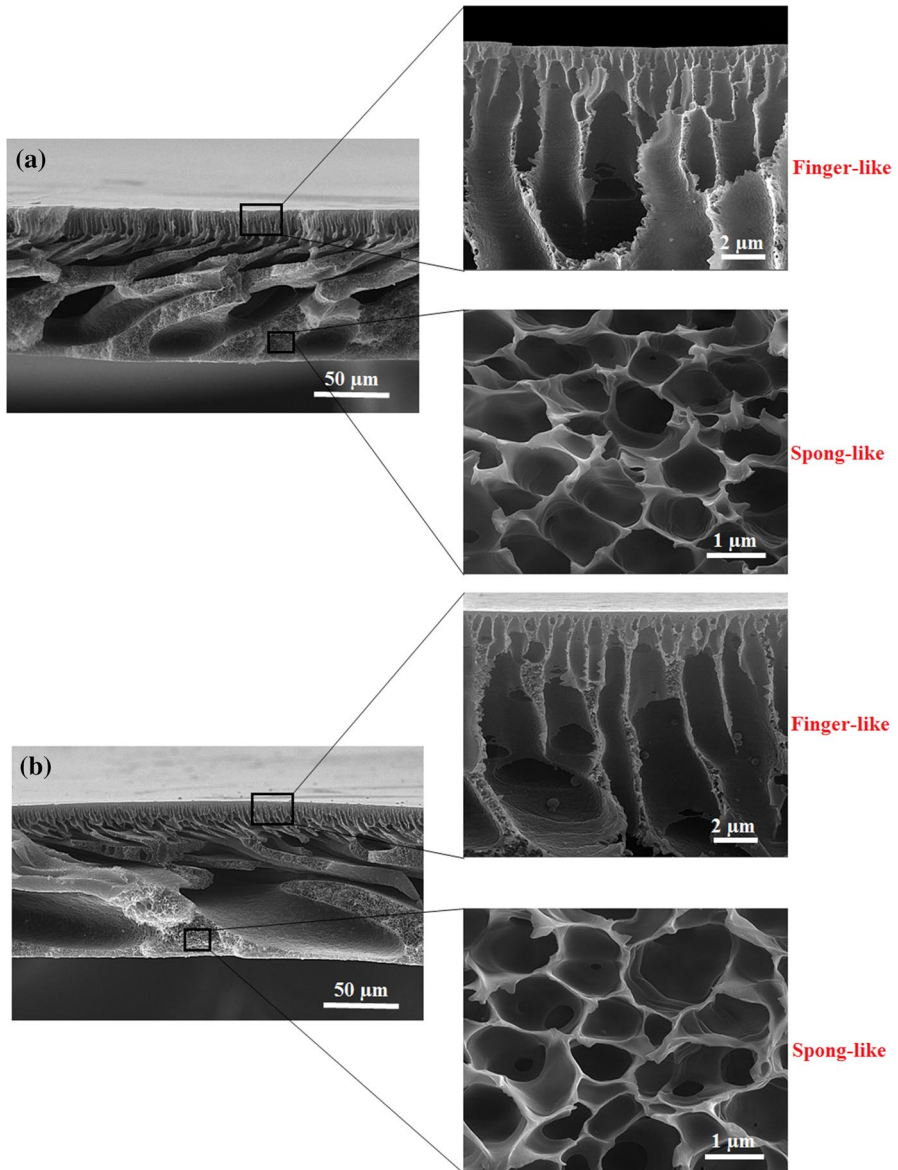 (a)
50 µm
2 µm
Finger-like
1 µm
Spong-like
(b)
50 µm
2 µm
Finger-like
1 µm
Spong-like